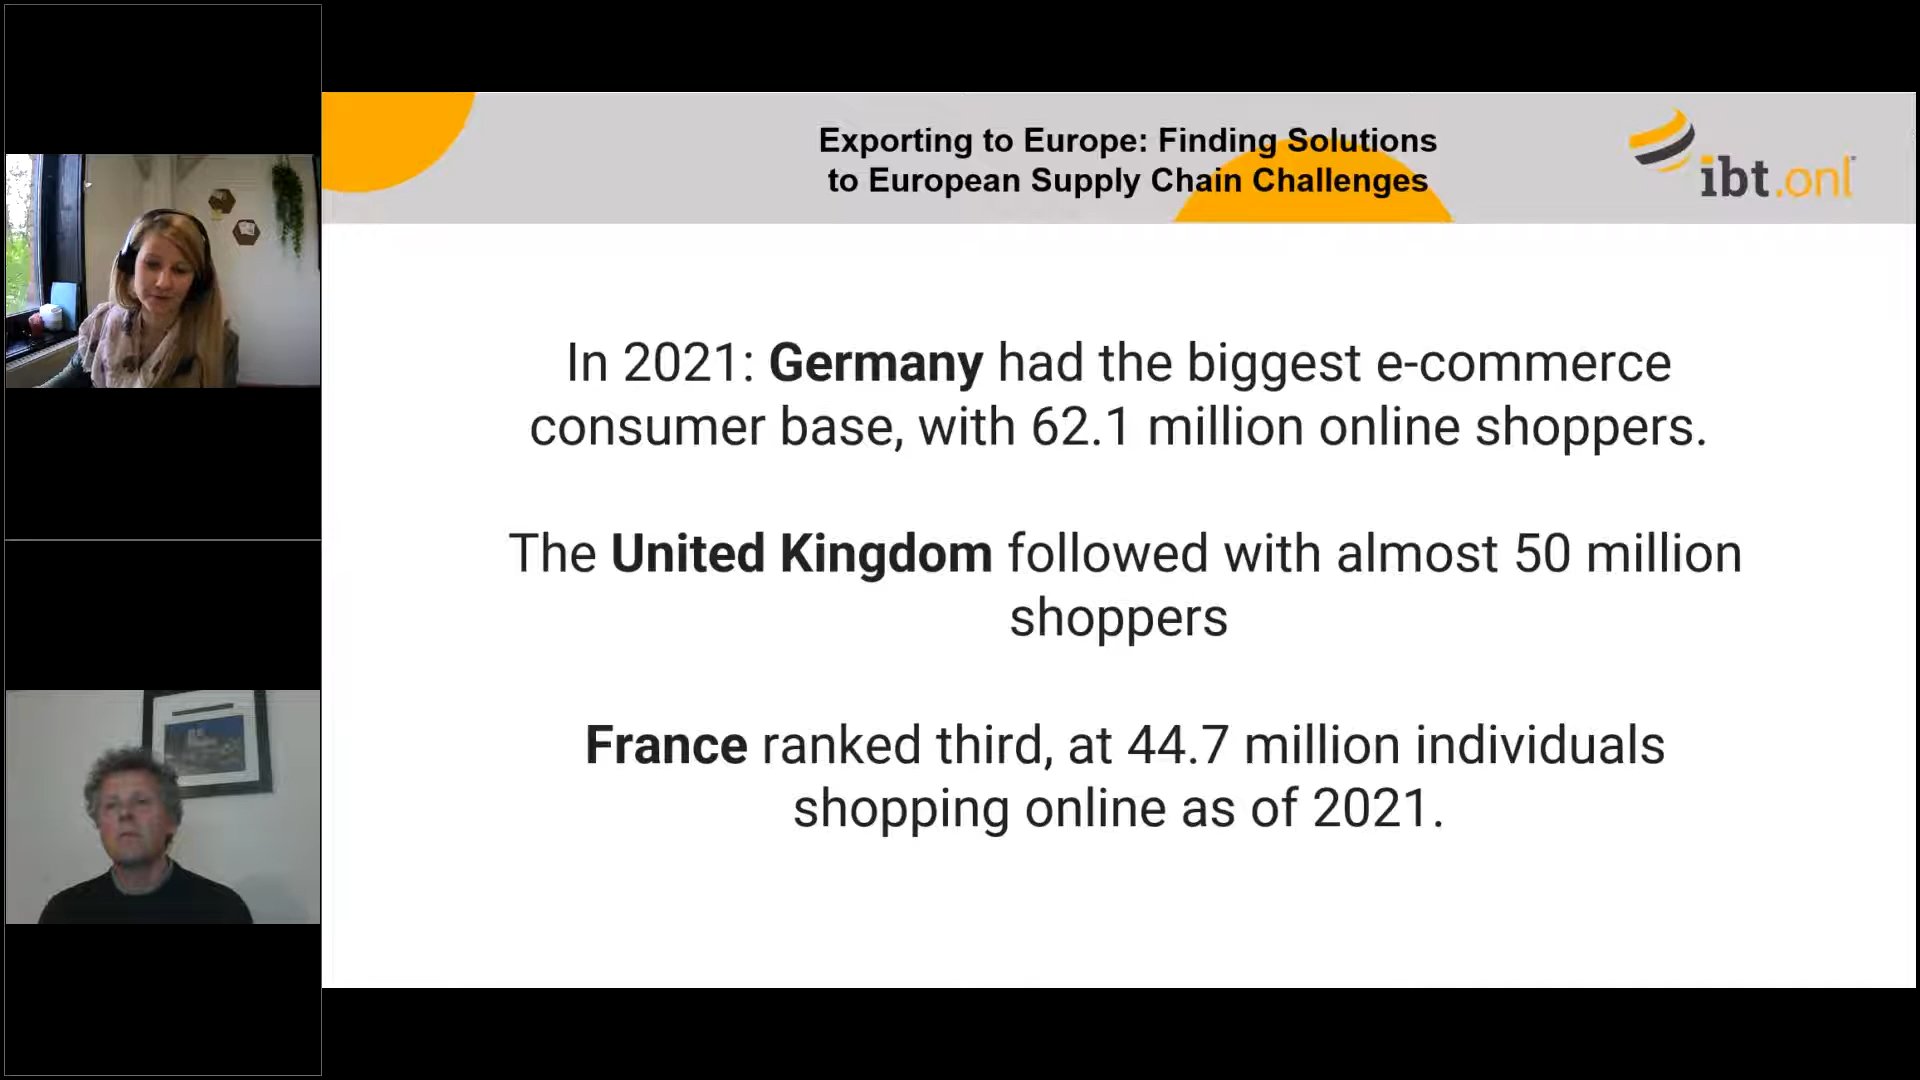 Exporting to Europe: Finding Solutions
to European Supply Chain Challenges
ibt.onl
In 2021: Germany had the biggest e-commerce
consumer base, with 62.1 million online shoppers.
The United Kingdom followed with almost 50 million
shoppers
France ranked third, at 44.7 million individuals
shopping online as of 2021.